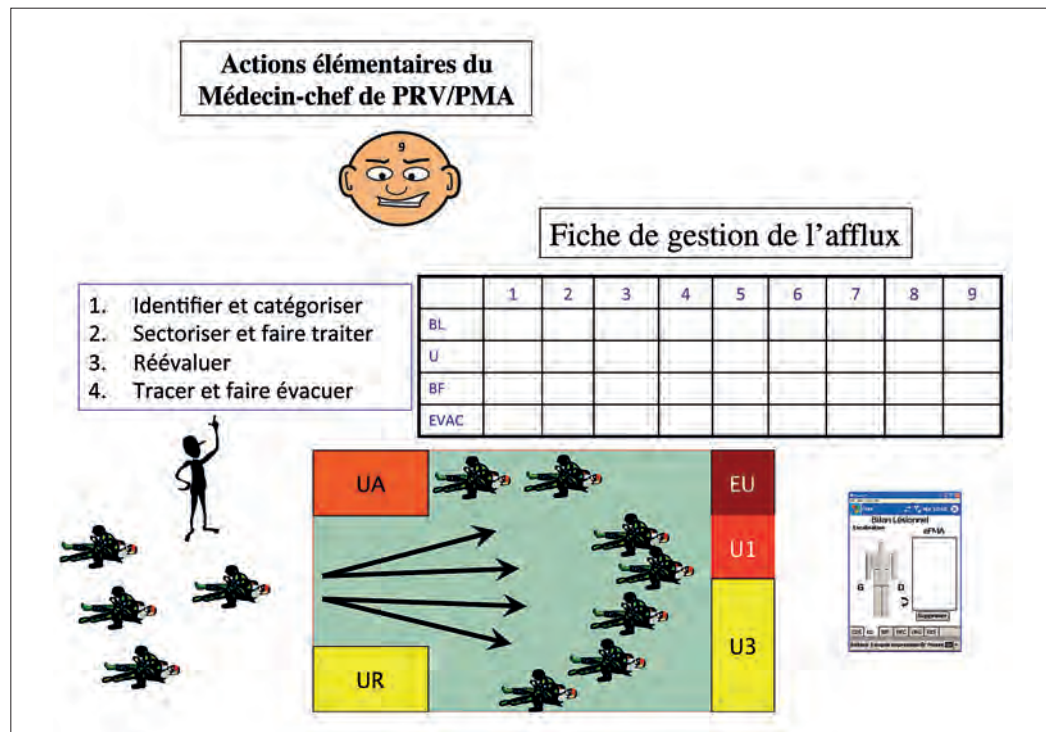 Actions élémentaires du
Médecin-chef de PRV/PMA
9
Fiche de gestion de l'afflux
1. Identifier et catégoriser
2. Sectoriser et faire traiter
3. Réévaluer
4. Tracer et faire évacuer
1 2 3 4 5 6 7 8 9
BL
U
BF
EVAC
UA
EU
U1
U3
UR
Bilan Lésionnel
ePMA
G D
Supprimer